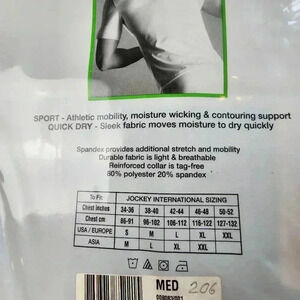 SPORT - Athletic mobility, moisture wicking & contouring support
QUICK DRY - Sleek fabric moves moisture to dry quickly
Spandex provides additional stretch and mobility
Durable fabric is light & breathable
Reinforced collar is tag-free
80% polyester 20% spandex
To Fit JOCKEY INTERNATIONAL SIZING
Chest inches 34-36 38-40 42-44 46-48 50-52
Chest cm 86-91 96-102 106-112 116-122 127-132
USA / EUROPE S M L XL XXL
ASIA M L XL XXL
MED 206